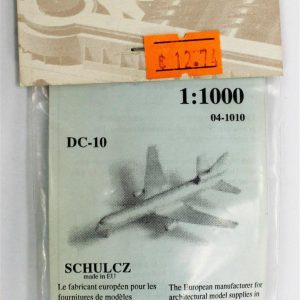 ¢ 12.74
1:1000
04-1010
DC-10
SCHULCZ
made in EU
Le fabricant européen pour les
fournitures de modèles
The European manufacturer for
architectural model supplies in